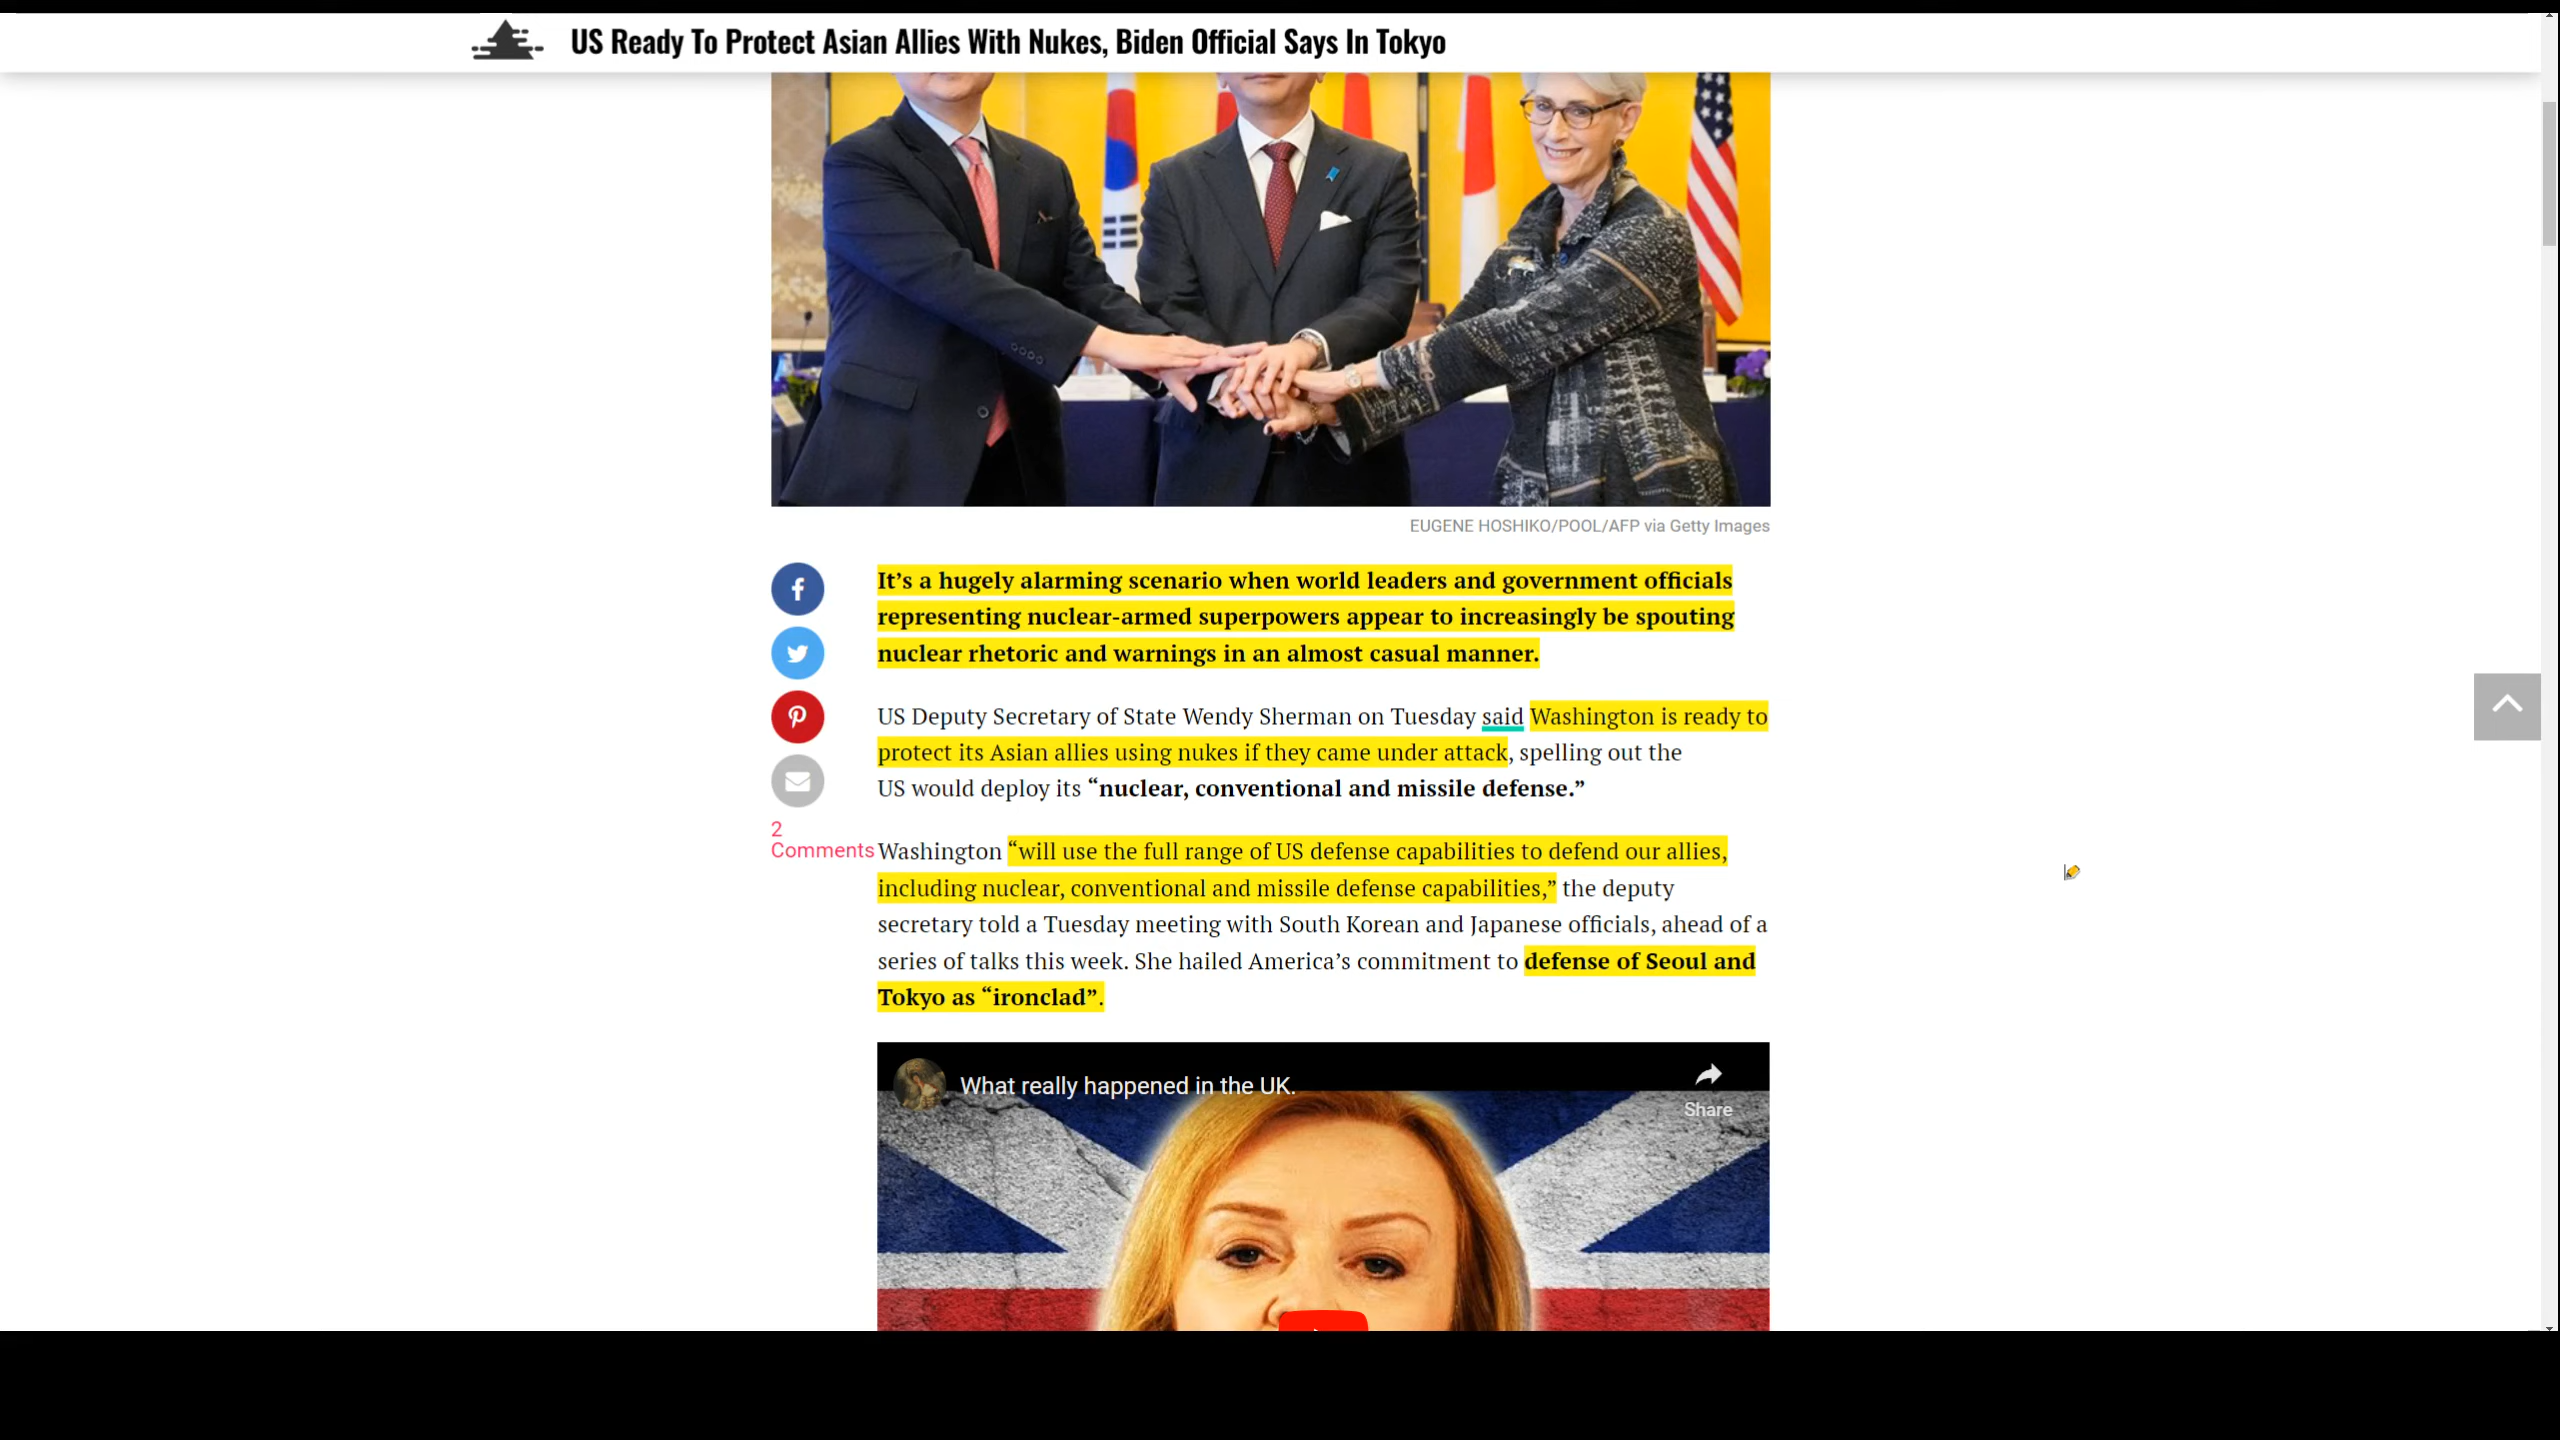 US Ready To Protect Asian Allies With Nukes, Biden Official Says In Tokyo
EUGENE HOSHIKO/POOL/AFP via Getty Images
It’s a hugely alarming scenario when world leaders and government officials
representing nuclear-armed superpowers appear to increasingly be spouting
nuclear rhetoric and warnings in an almost casual manner.
US Deputy Secretary of State Wendy Sherman on Tuesday said Washington is ready to
protect its Asian allies using nukes if they came under attack, spelling out the
US would deploy its “nuclear, conventional and missile defense.”
2
Comments
Washington “will use the full range of US defense capabilities to defend our allies,
including nuclear, conventional and missile defense capabilities,” the deputy
secretary told a Tuesday meeting with South Korean and Japanese officials, ahead of a
series of talks this week. She hailed America’s commitment to defense of Seoul and
Tokyo as “ironclad”.
What really happened in the UK.
Share